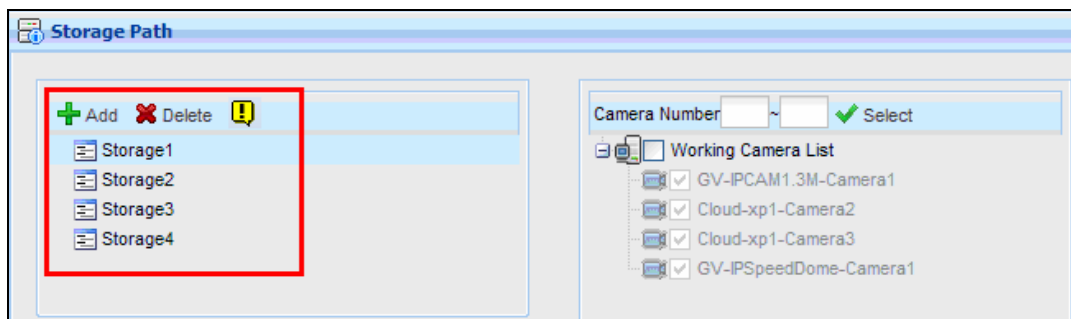 Storage Path
Add Delete
Storage1
Storage2
Storage3
Storage4
Camera Number ~ Select
Working Camera List
GV-IPCAM1.3M-Camera1
Cloud-xp1-Camera2
Cloud-xp1-Camera3
GV-IPSpeedDome-Camera1